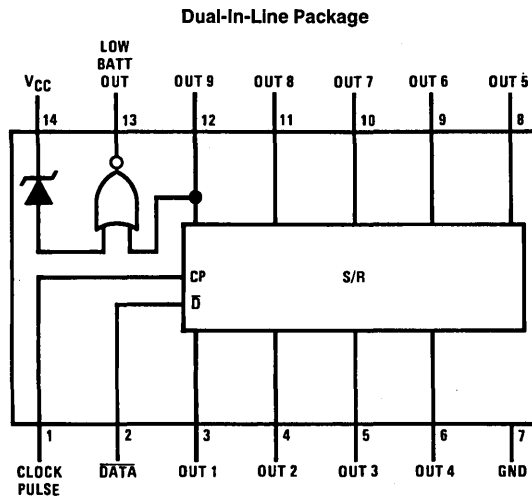 Dual-In-Line Package
LOW
BATT
OUT
VCC
OUT 9
OUT 8
OUT 7
OUT 6
OUT 5
14
13
12
11
10
9
8
CP
S/R
D̅
1
2
3
4
5
6
7
CLOCK
PULSE
D̅A̅T̅A̅
OUT 1
OUT 2
OUT 3
OUT 4
GND